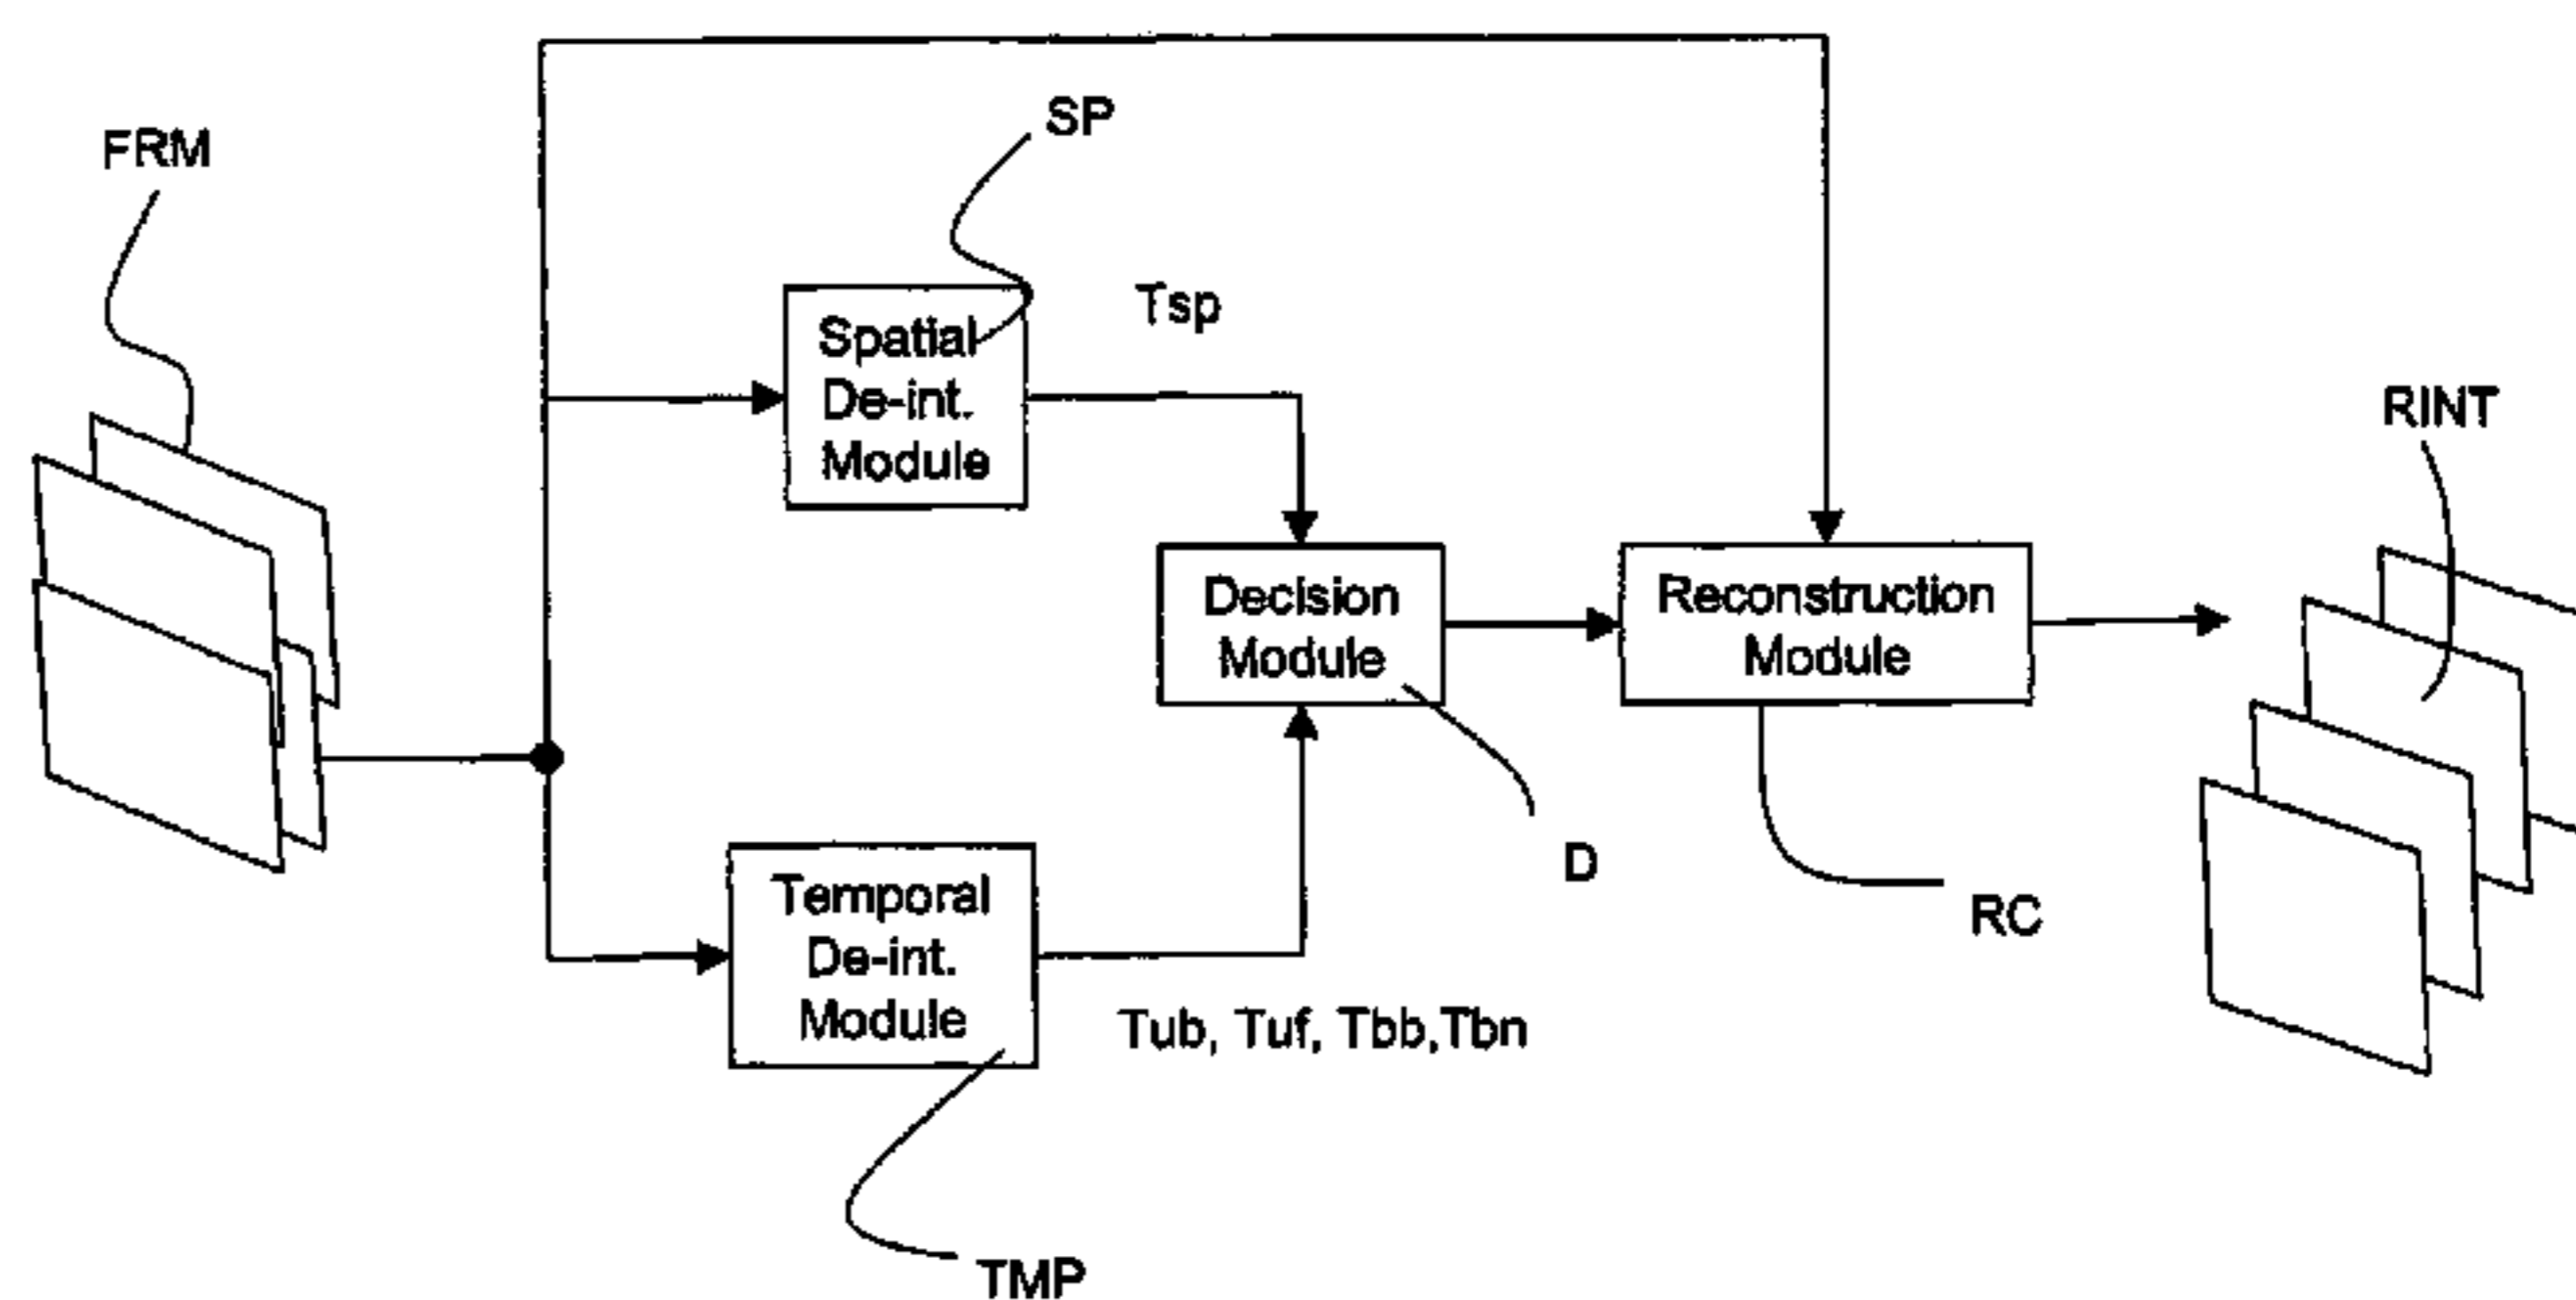 SP
FRM
Tsp
Spatial
De-int.
Module
RINT
Decision
Module
Reconstruction
Module
D
RC
Temporal
De-int.
Module
Tub, Tuf, Tbb,Tbn
TMP